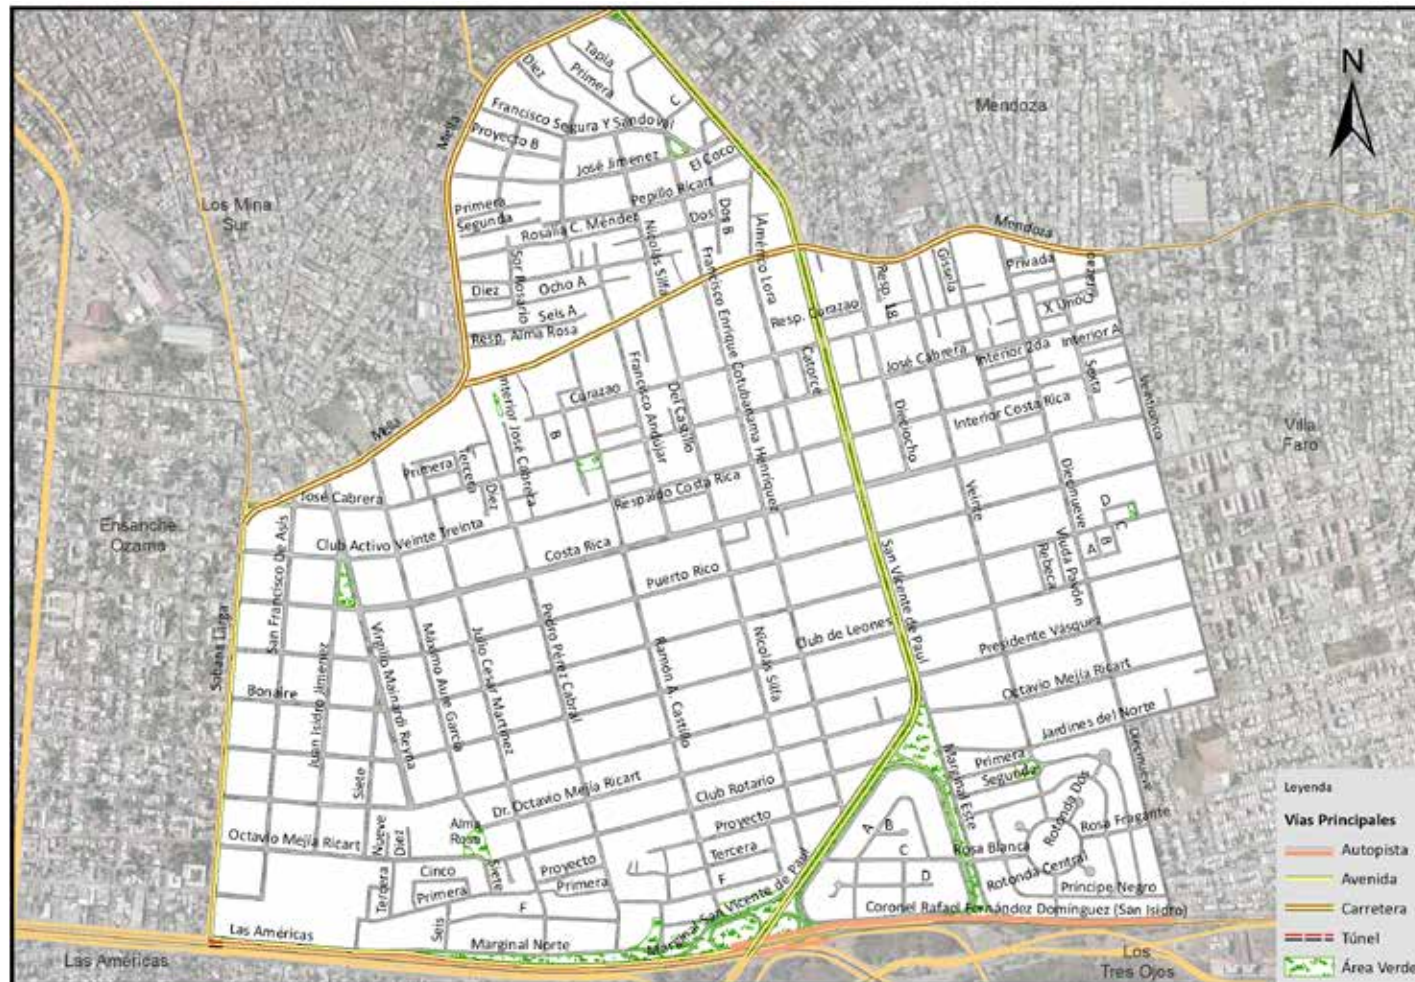 N
Mendoza
Los Mina
Sur
Ensanche
Ozama
Villa
Faro
Las Américas
Los
Tres Ojos
Tapia
Diez
Primera
C
Francisco Segura Y Sandoval
Mella
Proyecto B
José Jimenez
El Coco
Pepillo Ricart
Primera
Segunda
Rosalia C. Mendez
Dos
Dos B
Nicolás Silfa
Américo Lora
Mendoza
Sor Rosario
Diez
Ocho A
Seis A
Resp. Alma Rosa
Francisco Enrique Cotubanama Henriquez
Resp. Curazao
Resp. 18
Gissela
Privada
X Uno
José Cabrera
Interior 2da
Interior A
Sexta
Veintiuno
Catorce
Mella
Interior José Cabrera
Curazao
B
Francisco Andújar
Del Castillo
Dieciocho
Interior Costa Rica
Primera
Tercera
Diez
José Cabrera
Respaldo Costa Rica
Veinte
Diecinueve
D
C
B
A
Viuda Pavón
Rebeca
San Francisco De Asis
Club Activo Veinte Treinta
Costa Rica
Puerto Rico
San Vicente de Paul
Sabana Larga
Juan Isidro Jimenez
Virgilio Mainardi Reyna
Máximo Aune García
Julio Cesar Martinez
Pedro Perez Cabral
Ramón A. Castillo
Nicolás Silfa
Club de Leones
Presidente Vásquez
Octavio Mejía Ricart
Bonaire
Siete
Jardines del Norte
Marginal Este
Primera
Segunda
Dr. Octavio Mejía Ricart
Club Rotario
Proyecto
Octavio Mejía Ricart
Nueve
Diez
Alma
Rosa
Cinco
Siete
Proyecto
Primera
Tercera
F
A
B
C
D
Rosa Blanca
Rotonda Dos
Rosa Fragante
Rotonda Central
Príncipe Negro
Tercera
Primera
Seis
F
Las Américas
Marginal Norte
Marginal San Vicente de Paul
Coronel Rafael Fernández Domínguez (San Isidro)
Leyenda
Vías Principales
Autopista
Avenida
Carretera
Túnel
Área Verde